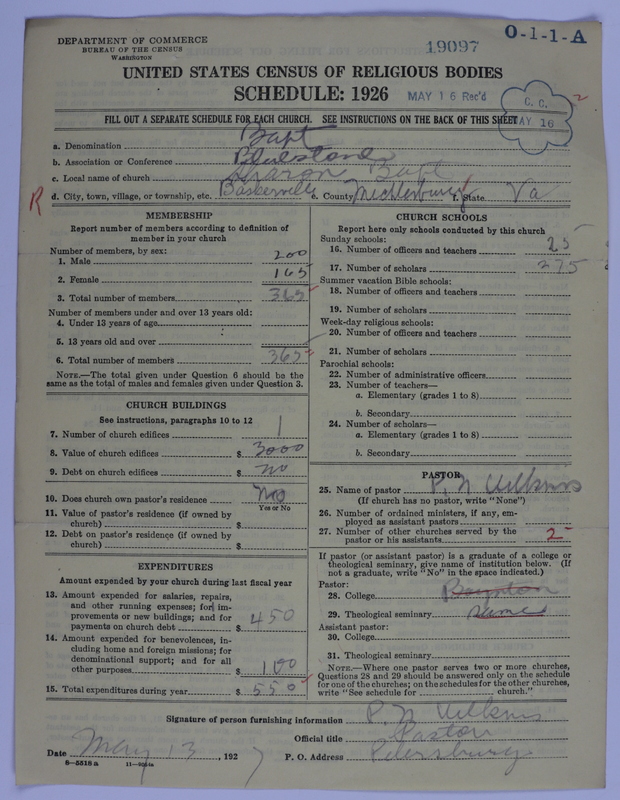 DEPARTMENT OF COMMERCE
BUREAU OF THE CENSUS
WASHINGTON
19097
O-1-1-A
UNITED STATES CENSUS OF RELIGIOUS BODIES
SCHEDULE: 1926
MAY 16 Rec'd
C. C.
MAY 16
2
FILL OUT A SEPARATE SCHEDULE FOR EACH CHURCH. SEE INSTRUCTIONS ON THE BACK OF THIS SHEET
a. Denomination Bapt
b. Association or Conference Bluestone
c. Local name of church Sharon Bapt
R d. City, town, village, or township, etc. Baskerville e. County Mecklenburg f. State Va
MEMBERSHIP
Report number of members according to definition of
member in your church
Number of members, by sex:
1. Male 200
2. Female 165
3. Total number of members 365
Number of members under and over 13 years old:
4. Under 13 years of age
5. 13 years old and over
6. Total number of members 365
NOTE.—The total given under Question 6 should be the
same as the total of males and females given under Question 3.
CHURCH BUILDINGS
See instructions, paragraphs 10 to 12
7. Number of church edifices 1
8. Value of church edifices $ 3000
9. Debt on church edifices $ no
10. Does church own pastor's residence No
Yes or No
11. Value of pastor's residence (if owned by
church) $
12. Debt on pastor's residence (if owned by
church) $
EXPENDITURES
Amount expended by your church during last fiscal year
13. Amount expended for salaries, repairs,
and other running expenses; for im-
provements or new buildings; and for
payments on church debt $ 450
14. Amount expended for benevolences, in-
cluding home and foreign missions; for
denominational support; and for all
other purposes $ 100
15. Total expenditures during year $ 550
CHURCH SCHOOLS
Report here only schools conducted by this church
Sunday schools:
16. Number of officers and teachers 25
17. Number of scholars 275
Summer vacation Bible schools:
18. Number of officers and teachers
19. Number of scholars
Week-day religious schools:
20. Number of officers and teachers
21. Number of scholars
Parochial schools:
22. Number of administrative officers
23. Number of teachers—
a. Elementary (grades 1 to 8)
b. Secondary
24. Number of scholars—
a. Elementary (grades 1 to 8)
b. Secondary
PASTOR
25. Name of pastor P. N
(If church has no pastor, write "None")
26. Number of ordained ministers, if any, em-
ployed as assistant pastors
27. Number of other churches served by the
pastor or his assistants 2
If pastor (or assistant pastor) is a graduate of a college or
theological seminary, give name of institution below. (If
not a graduate, write "No" in the space indicated.)
Pastor:
28. College Boynton
29. Theological seminary same
Assistant pastor:
30. College
31. Theological seminary
NOTE.—Where one pastor serves two or more churches,
Questions 28 and 29 should be answered only on the schedule
for one of the churches; on the schedules for the other churches,
write "See schedule for church."
Signature of person furnishing information P. N
Official title Pastor
Date May 13, 1927 P. O. Address Petersburg
8—5518 a